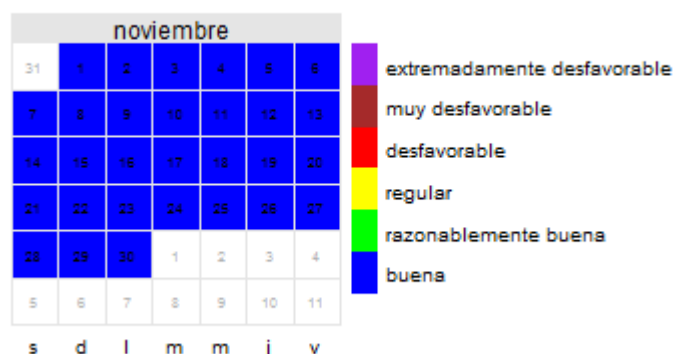 noviembre
31 1 2 3 4 5 6
7 8 9 10 11 12 13
14 15 16 17 18 19 20
21 22 23 24 25 26 27
28 29 30 1 2 3 4
5 6 7 8 9 10 11
s d l m m j v
extremadamente desfavorable
muy desfavorable
desfavorable
regular
razonablemente buena
buena